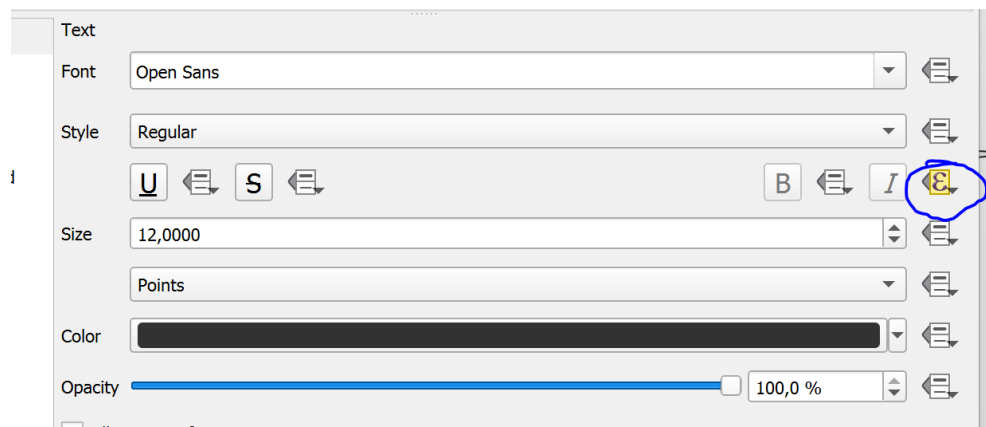 Text
Font Open Sans
Style Regular
U S B I ε
Size 12,0000
Points
Color
Opacity 100,0 %